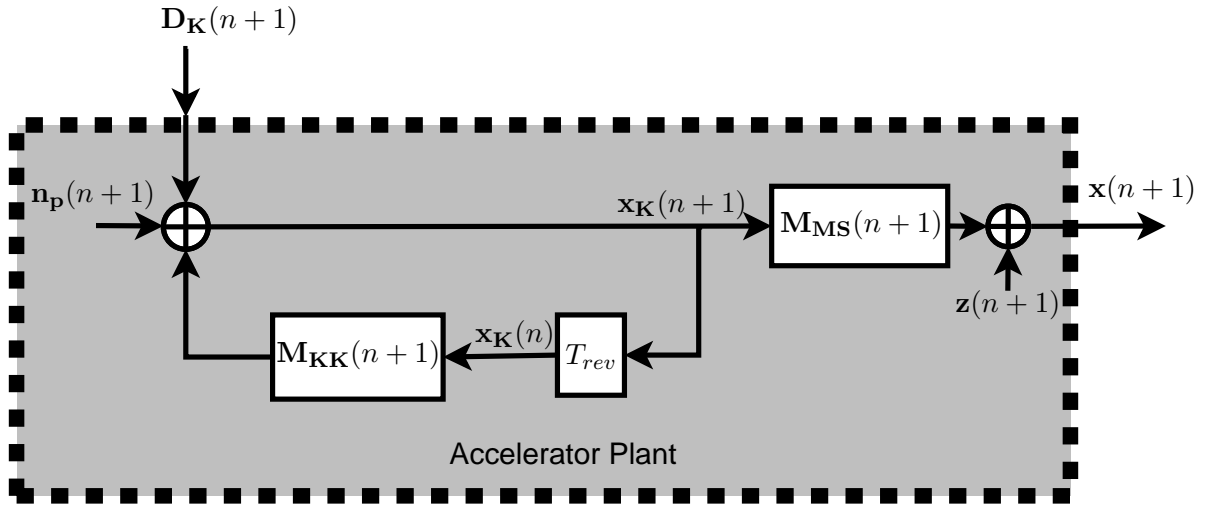 D_K(n + 1)
n_p(n + 1)
x_K(n + 1)
M_MS(n + 1)
x(n + 1)
z(n + 1)
M_KK(n + 1)
x_K(n)
T_rev
Accelerator Plant